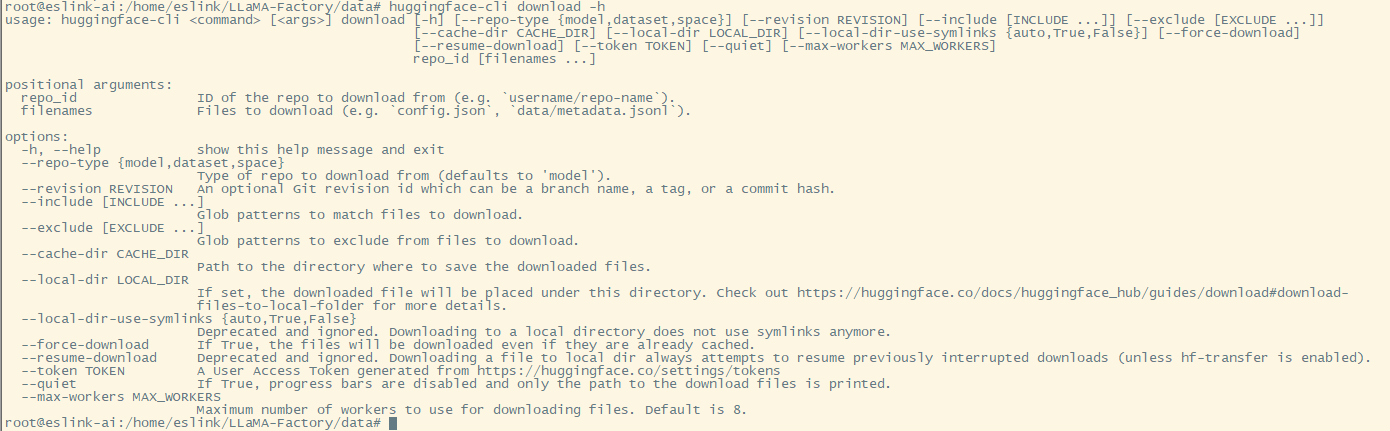 root@eslink-ai:/home/eslink/LLaMA-Factory/data# huggingface-cli download -h
usage: huggingface-cli <command> [<args>] download [-h] [--repo-type {model,dataset,space}] [--revision REVISION] [--include [INCLUDE ...]] [--exclude [EXCLUDE ...]]
[--cache-dir CACHE_DIR] [--local-dir LOCAL_DIR] [--local-dir-use-symlinks {auto,True,False}] [--force-download]
[--resume-download] [--token TOKEN] [--quiet] [--max-workers MAX_WORKERS]
repo_id [filenames ...]
positional arguments:
repo_id ID of the repo to download from (e.g. `username/repo-name`).
filenames Files to download (e.g. `config.json`, `data/metadata.jsonl`).
options:
-h, --help show this help message and exit
--repo-type {model,dataset,space}
Type of repo to download from (defaults to 'model').
--revision REVISION An optional Git revision id which can be a branch name, a tag, or a commit hash.
--include [INCLUDE ...]
Glob patterns to match files to download.
--exclude [EXCLUDE ...]
Glob patterns to exclude from files to download.
--cache-dir CACHE_DIR
Path to the directory where to save the downloaded files.
--local-dir LOCAL_DIR
If set, the downloaded file will be placed under this directory. Check out https://huggingface.co/docs/huggingface_hub/guides/download#download-
files-to-local-folder for more details.
--local-dir-use-symlinks {auto,True,False}
Deprecated and ignored. Downloading to a local directory does not use symlinks anymore.
--force-download If True, the files will be downloaded even if they are already cached.
--resume-download Deprecated and ignored. Downloading a file to local dir always attempts to resume previously interrupted downloads (unless hf-transfer is enabled).
--token TOKEN A User Access Token generated from https://huggingface.co/settings/tokens
--quiet If True, progress bars are disabled and only the path to the download files is printed.
--max-workers MAX_WORKERS
Maximum number of workers to use for downloading files. Default is 8.
root@eslink-ai:/home/eslink/LLaMA-Factory/data#